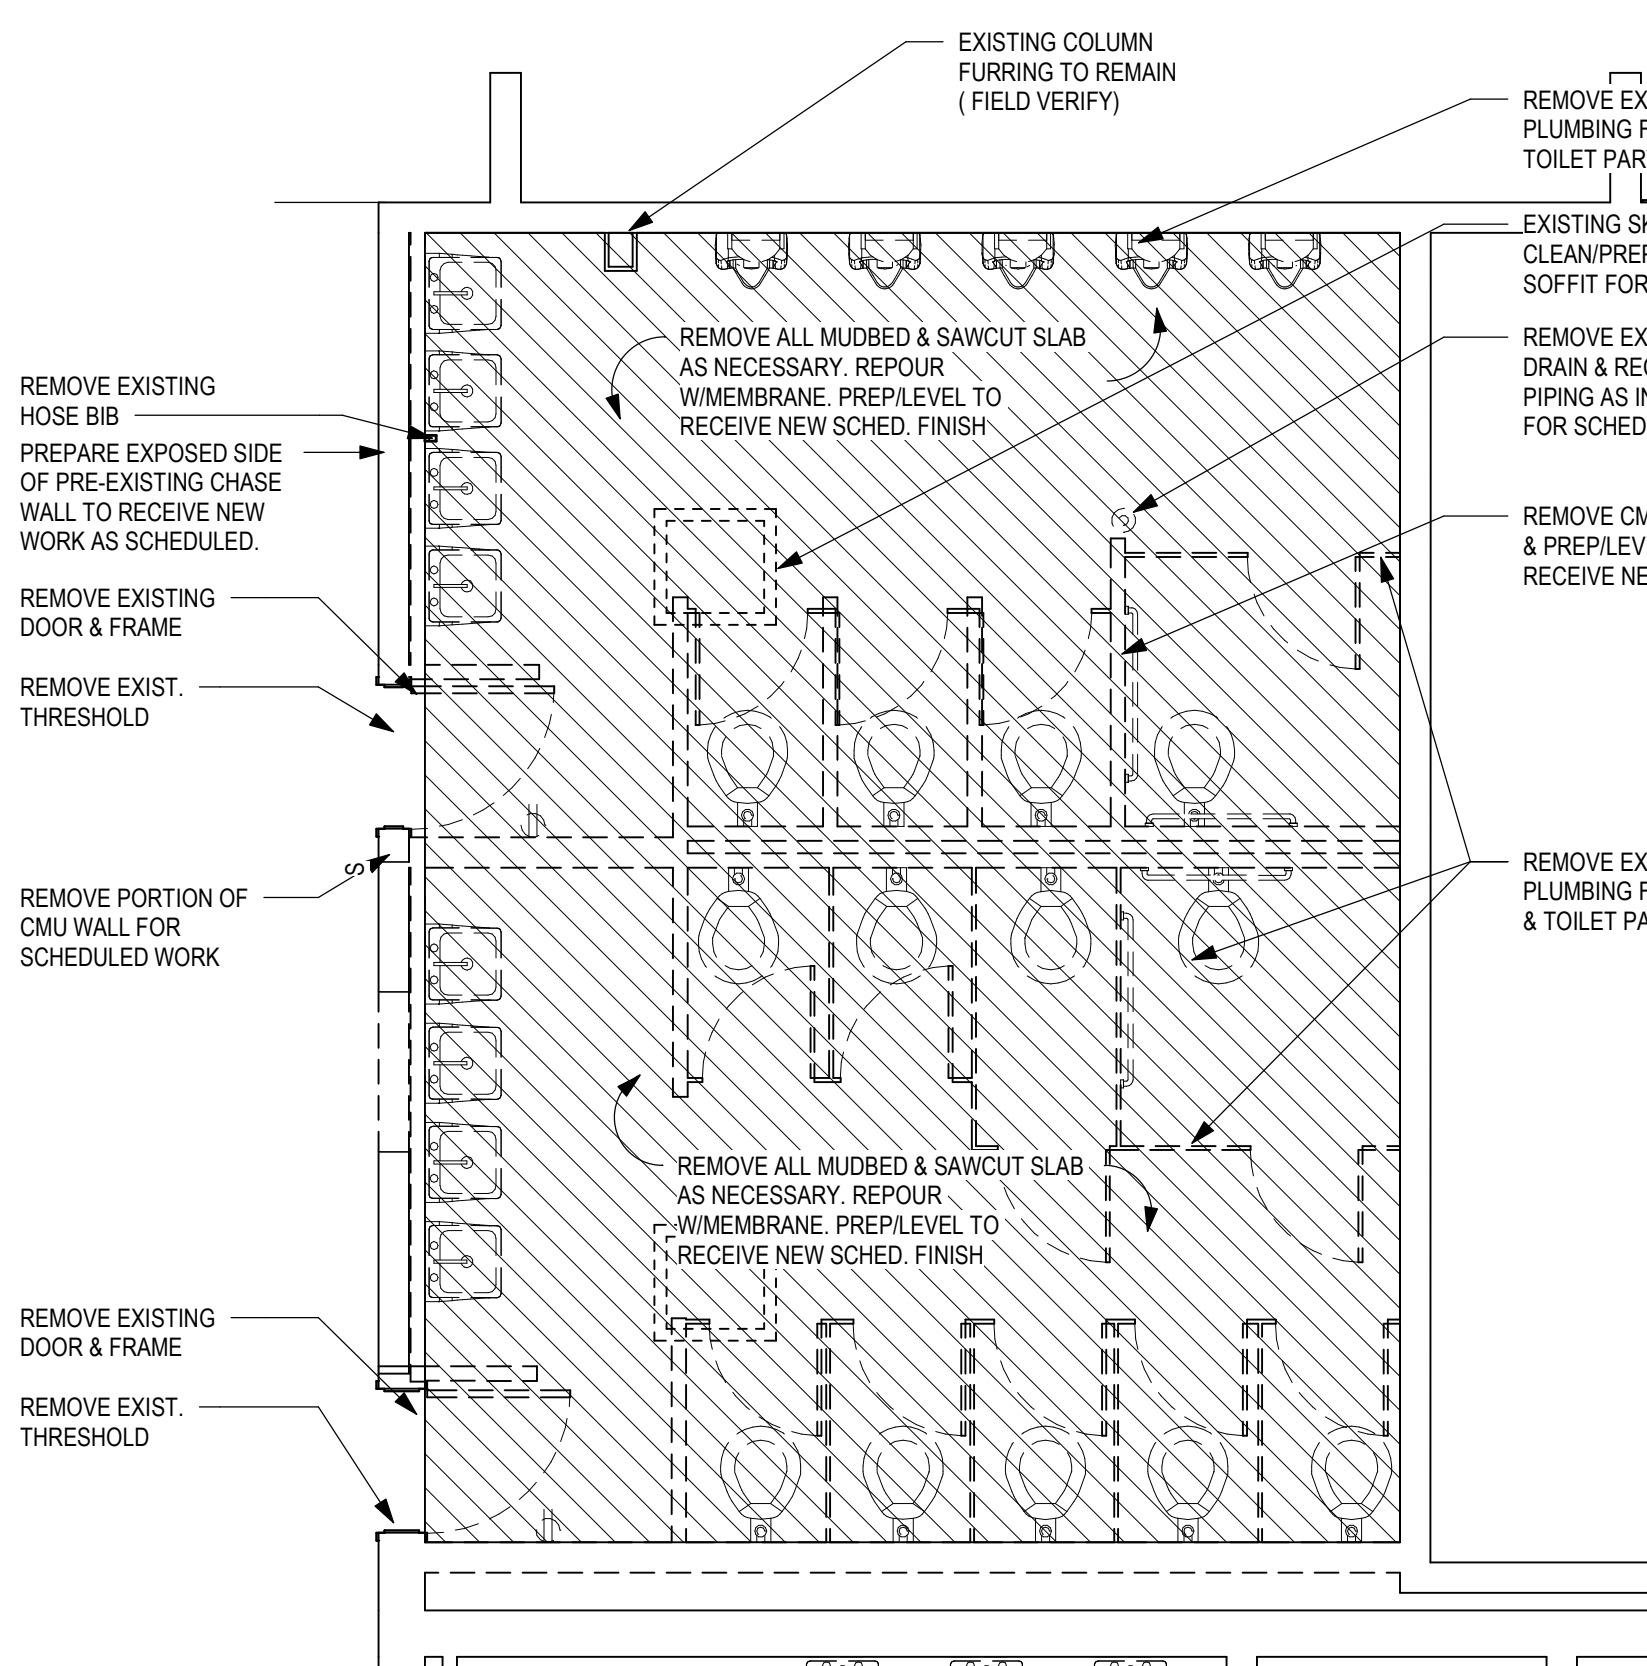 EXISTING COLUMN
FURRING TO REMAIN
( FIELD VERIFY)
REMOVE EX
PLUMBING
TOILET PAR
EXISTING SK
CLEAN/PREP
SOFFIT FOR
REMOVE EX
DRAIN & REC
PIPING AS IN
FOR SCHED
REMOVE CM
& PREP/LEV
RECEIVE NE
REMOVE EX
PLUMBING
& TOILET PA
REMOVE ALL MUDBED & SAWCUT SLAB
AS NECESSARY. REPOUR
W/MEMBRANE. PREP/LEVEL TO
RECEIVE NEW SCHED. FINISH
REMOVE EXISTING
HOSE BIB
PREPARE EXPOSED SIDE
OF PRE-EXISTING CHASE
WALL TO RECEIVE NEW
WORK AS SCHEDULED.
REMOVE EXISTING
DOOR & FRAME
REMOVE EXIST.
THRESHOLD
S
REMOVE PORTION OF
CMU WALL FOR
SCHEDULED WORK
REMOVE ALL MUDBED & SAWCUT SLAB
AS NECESSARY. REPOUR
W/MEMBRANE. PREP/LEVEL TO
RECEIVE NEW SCHED. FINISH
REMOVE EXISTING
DOOR & FRAME
REMOVE EXIST.
THRESHOLD